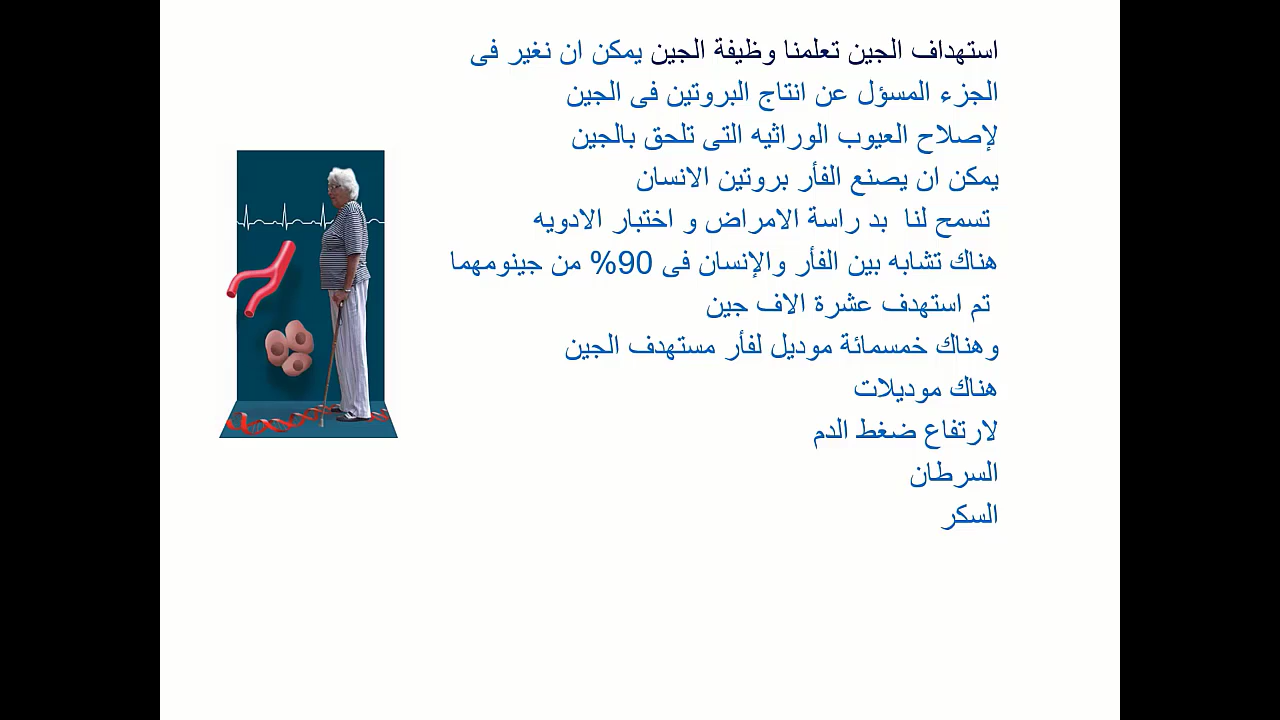 استهداف الجين تعلمنا وظيفة الجين يمكن ان نغير فى
الجزء المسؤل عن انتاج البروتين فى الجين
لإصلاح العيوب الوراثيه التى تلحق بالجين
يمكن ان يصنع الفأر بروتين الانسان
تسمح لنا بد راسة الامراض و اختبار الادويه
هناك تشابه بين الفأر والإنسان فى 90% من جينومهما
تم استهدف عشرة الاف جين
وهناك خمسمائة موديل لفأر مستهدف الجين
هناك موديلات
لارتفاع ضغط الدم
السرطان
السكر